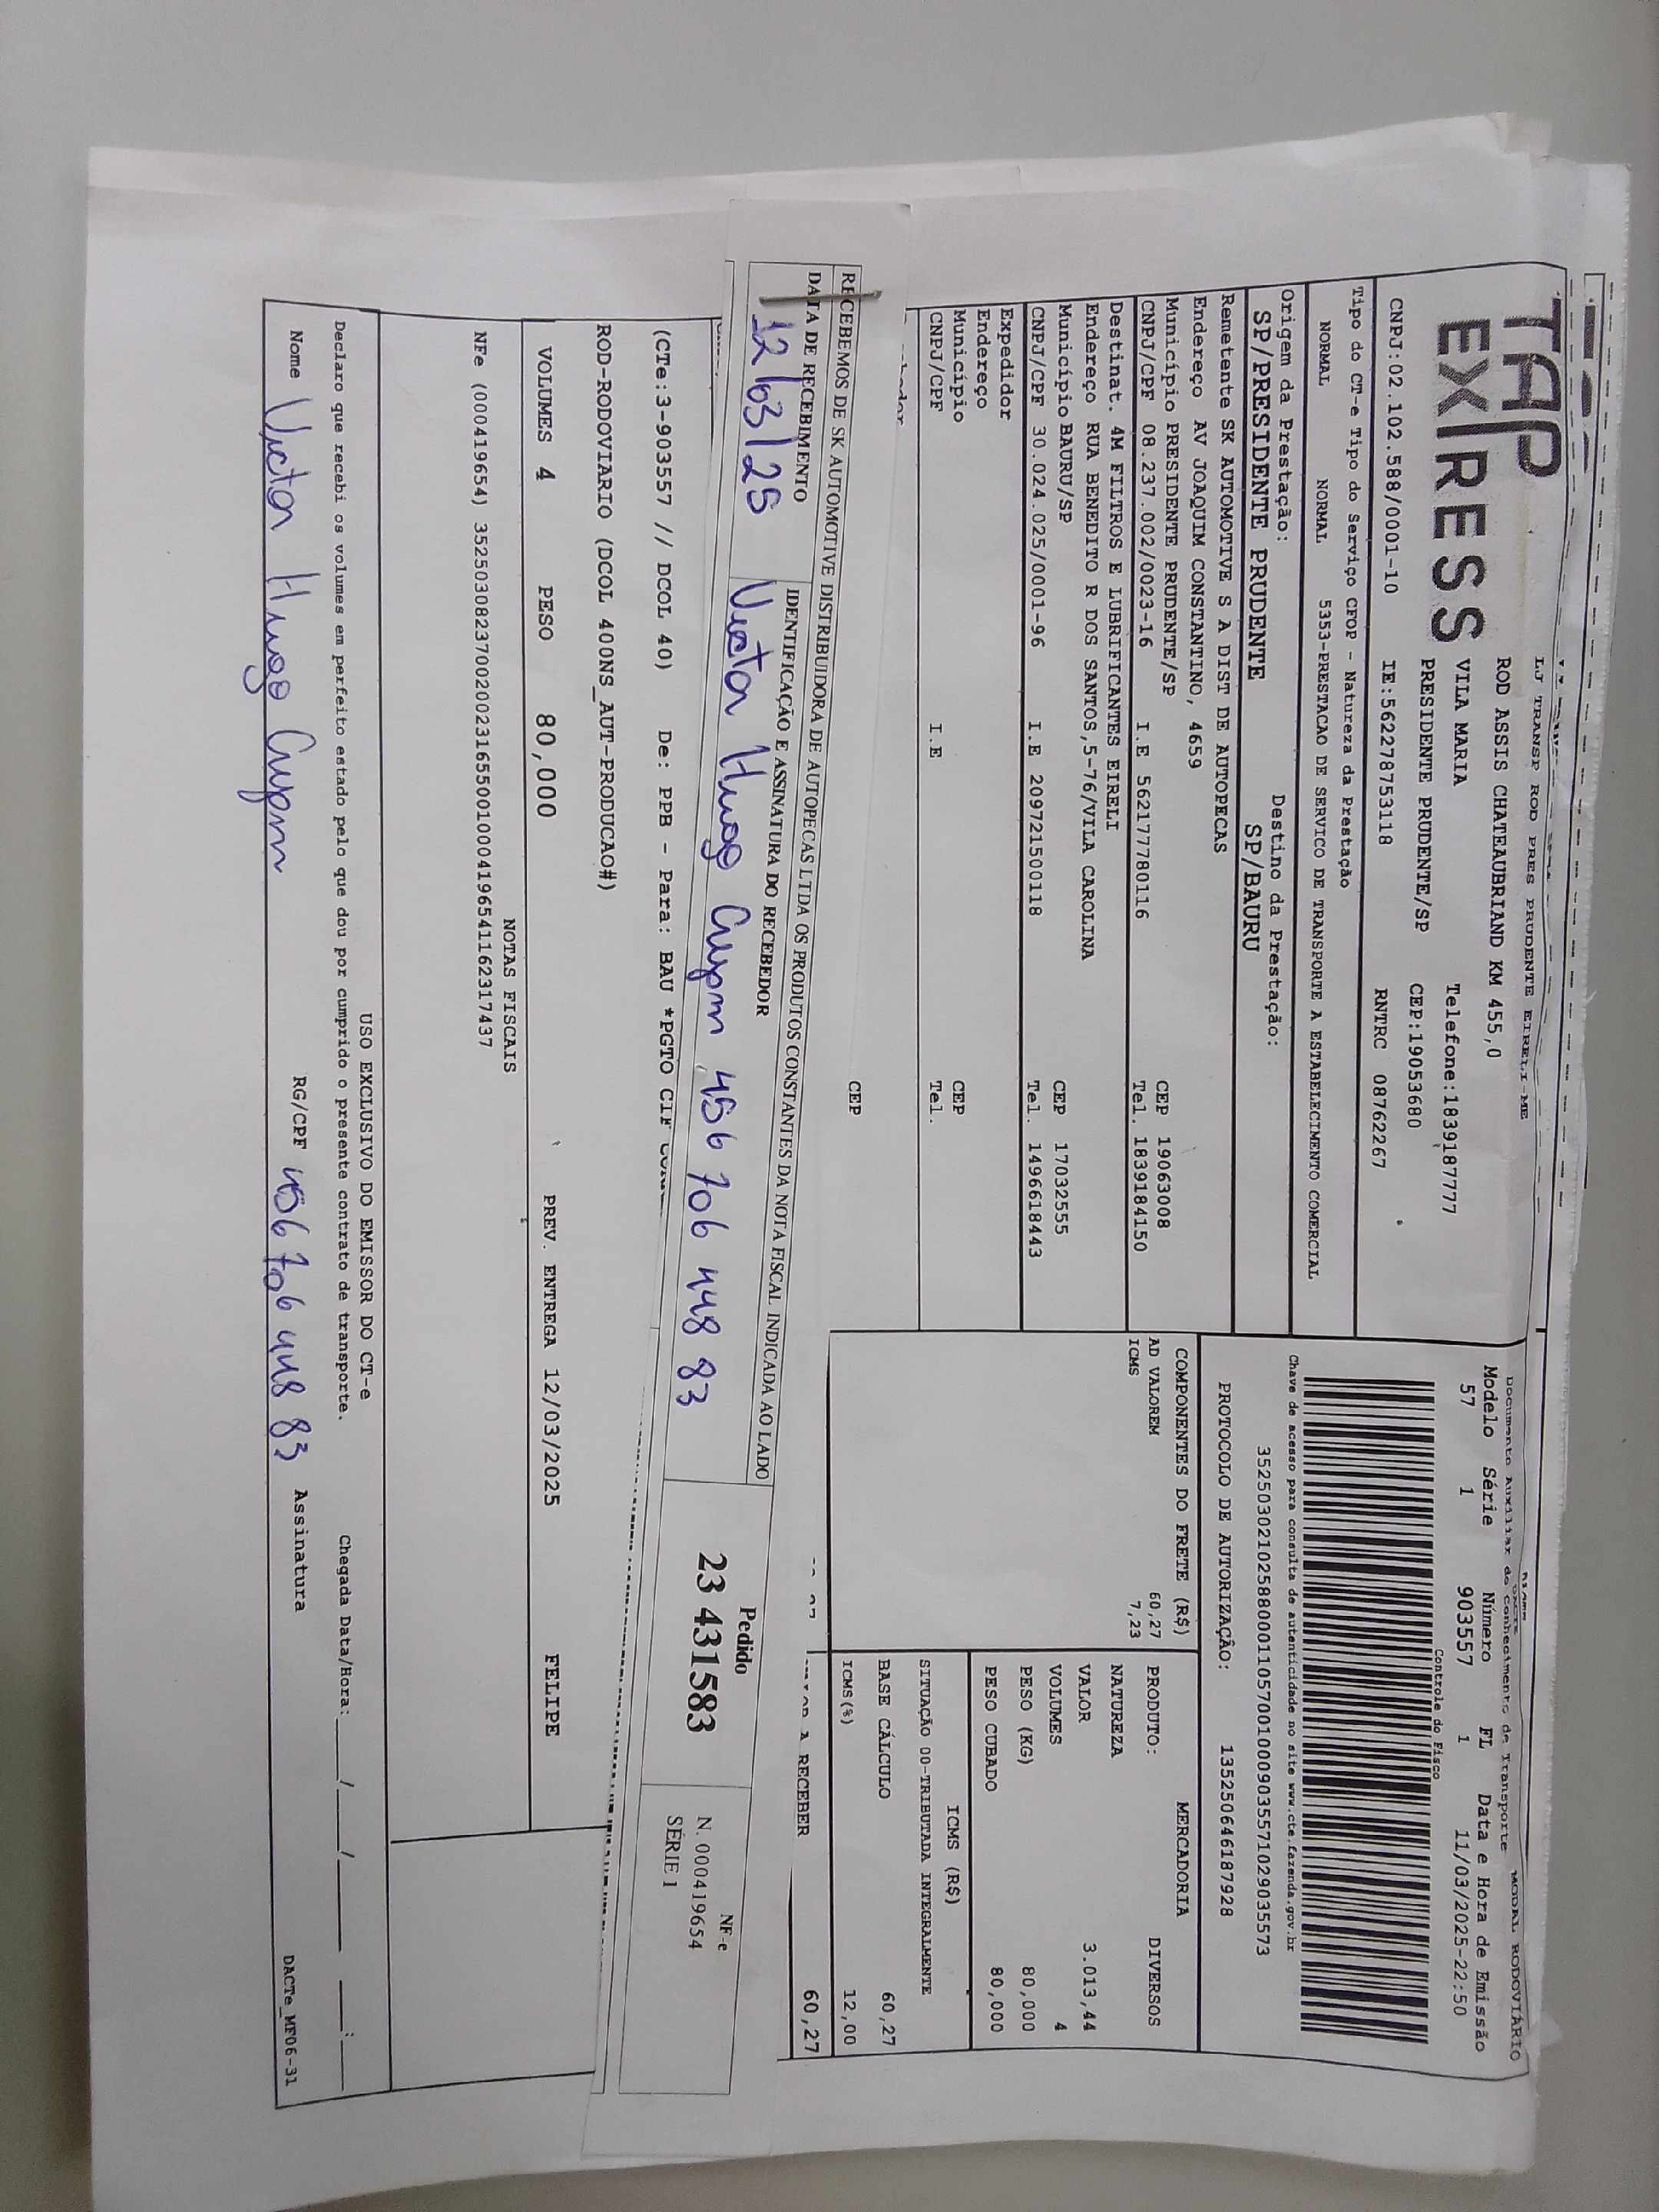 TAP
EXPRESS
LJ TRANSP ROD PRES PRUDENTE EIRELI-ME
ROD ASSIS CHATEAUBRIAND KM 455,0
VILA MARIA Telefone:1839187777
PRESIDENTE PRUDENTE/SP CEP:19053680
CNPJ:02.102.588/0001-10 IE:562278753118 RNTRC 08762267
Tipo do CT-e Tipo do Serviço CFOP - Natureza da Prestação
NORMAL NORMAL 5353-PRESTACAO DE SERVICO DE TRANSPORTE A ESTABELECIMENTO COMERCIAL
Origem da Prestação: Destino da Prestação:
SP/PRESIDENTE PRUDENTE SP/BAURU
Remetente SK AUTOMOTIVE S A DIST DE AUTOPECAS
Endereço AV JOAQUIM CONSTANTINO, 4659 CEP 19063008
Município PRESIDENTE PRUDENTE/SP Tel. 1839184150
CNPJ/CPF 08.237.002/0023-16 I.E 562177780116
Destinat. 4M FILTROS E LUBRIFICANTES EIRELI
Endereço RUA BENEDITO R DOS SANTOS,5-76/VILA CAROLINA
Município BAURU/SP CEP 17032555
CNPJ/CPF 30.024.025/0001-96 I.E 209721500118 Tel. 1496618443
Expedidor
Endereço
Município CEP
CNPJ/CPF I.E Tel.
CEP
Documento Auxiliar do Conhecimento de Transporte
MODAL RODOVIÁRIO
Modelo Série Número FL Data e Hora de Emissão
57 1 903557 1 11/03/2025-22:50
Controle do Fisco
Chave de acesso para consulta de autenticidade no site www.cte.fazenda.gov.br
35250302102588000110570010009035571029035573
PROTOCOLO DE AUTORIZAÇÃO: 135250646187928
COMPONENTES DO FRETE (R$)
AD VALOREM 60,27
ICMS 7,23
MERCADORIA
PRODUTO: DIVERSOS
NATUREZA
VALOR 3.013,44
VOLUMES 4
PESO (KG) 80,000
PESO CUBADO 80,000
ICMS (R$)
SITUAÇÃO 00-TRIBUTADA INTEGRALMENTE
BASE CÁLCULO 60,27
ICMS(%) 12,00
A RECEBER 60,27
RECEBEMOS DE SK AUTOMOTIVE DISTRIBUIDORA DE AUTOPECAS LTDA OS PRODUTOS CONSTANTES DA NOTA FISCAL INDICADA AO LADO
DATA DE RECEBIMENTO IDENTIFICAÇÃO E ASSINATURA DO RECEBEDOR
12/03/25 Victor Hugo 456 706 448 83
Pedido
23 431583
NF-e
N. 000419654
SÉRIE 1
(CTe:3-903557 // DCOL 40) De: PPB - Para: BAU *PGTO CIF
ROD-RODOVIARIO (DCOL 400NS_AUT-PRODUCAO#)
VOLUMES 4 PESO 80,000 PREV. ENTREGA 12/03/2025 FELIPE
NOTAS FISCAIS
NFe (000419654) 35250308237002002316550010004196541162317437
USO EXCLUSIVO DO EMISSOR DO CT-e
Declaro que recebi os volumes em perfeito estado pelo que dou por cumprido o presente contrato de transporte. Chegada Data/Hora:____/____/____ __:__
Nome Victor Hugo RG/CPF 456 706 448 83 Assinatura
DACTe_MF06-31